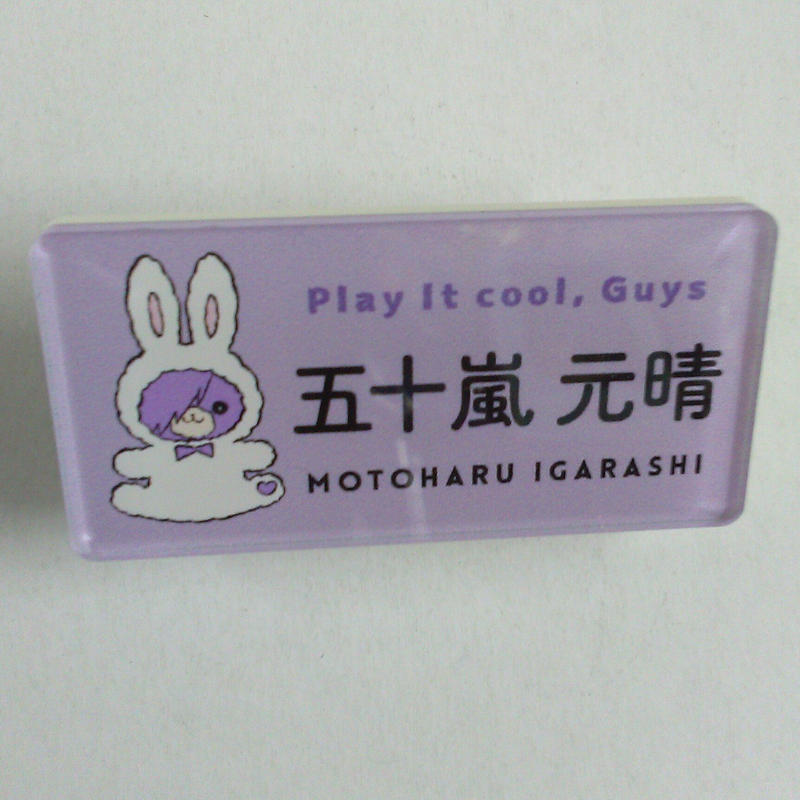 Play It cool, Guys
五十嵐 元晴
MOTOHARU IGARASHI